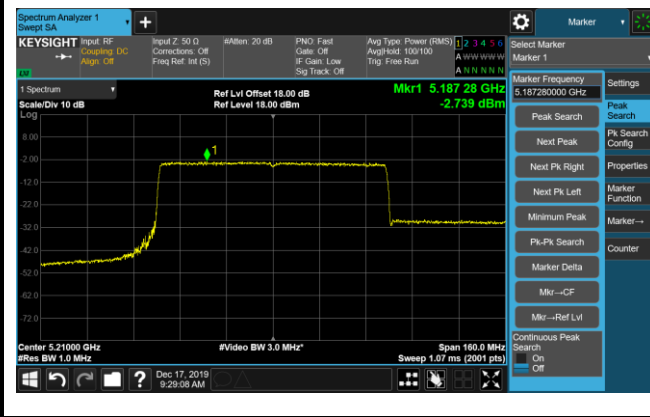 Spectrum Analyzer 1
Swept SA
+
Marker
KEYSIGHT
Input: RF
Coupling: DC
Align: Off
Input Z: 50 Ω
Corrections: Off
Freq Ref: Int (S)
#Atten: 20 dB
PNO: Fast
Gate: Off
IF Gain: Low
Sig Track: Off
Avg Type: Power (RMS)
Avg|Hold: 100/100
Trig: Free Run
1 2 3 4 5 6
A W W W W W
A N N N N N
Select Marker
Marker 1
1 Spectrum
Scale/Div 10 dB
Log
Ref Lvl Offset 18.00 dB
Ref Level 18.00 dBm
Mkr1 5.187 28 GHz
-2.739 dBm
8.00
-2.00
-12.0
-22.0
-32.0
-42.0
-52.0
-62.0
-72.0
1
Center 5.21000 GHz
#Res BW 1.0 MHz
#Video BW 3.0 MHz*
Span 160.0 MHz
Sweep 1.07 ms (2001 pts)
Marker Frequency
5.187280000 GHz
Peak Search
Next Peak
Next Pk Right
Next Pk Left
Minimum Peak
Pk-Pk Search
Marker Delta
Mkr→CF
Mkr→Ref Lvl
Continuous Peak
Search
On
Off
Settings
Peak
Search
Pk Search
Config
Properties
Marker
Function
Marker→
Counter
?
Dec 17, 2019
9:29:08 AM